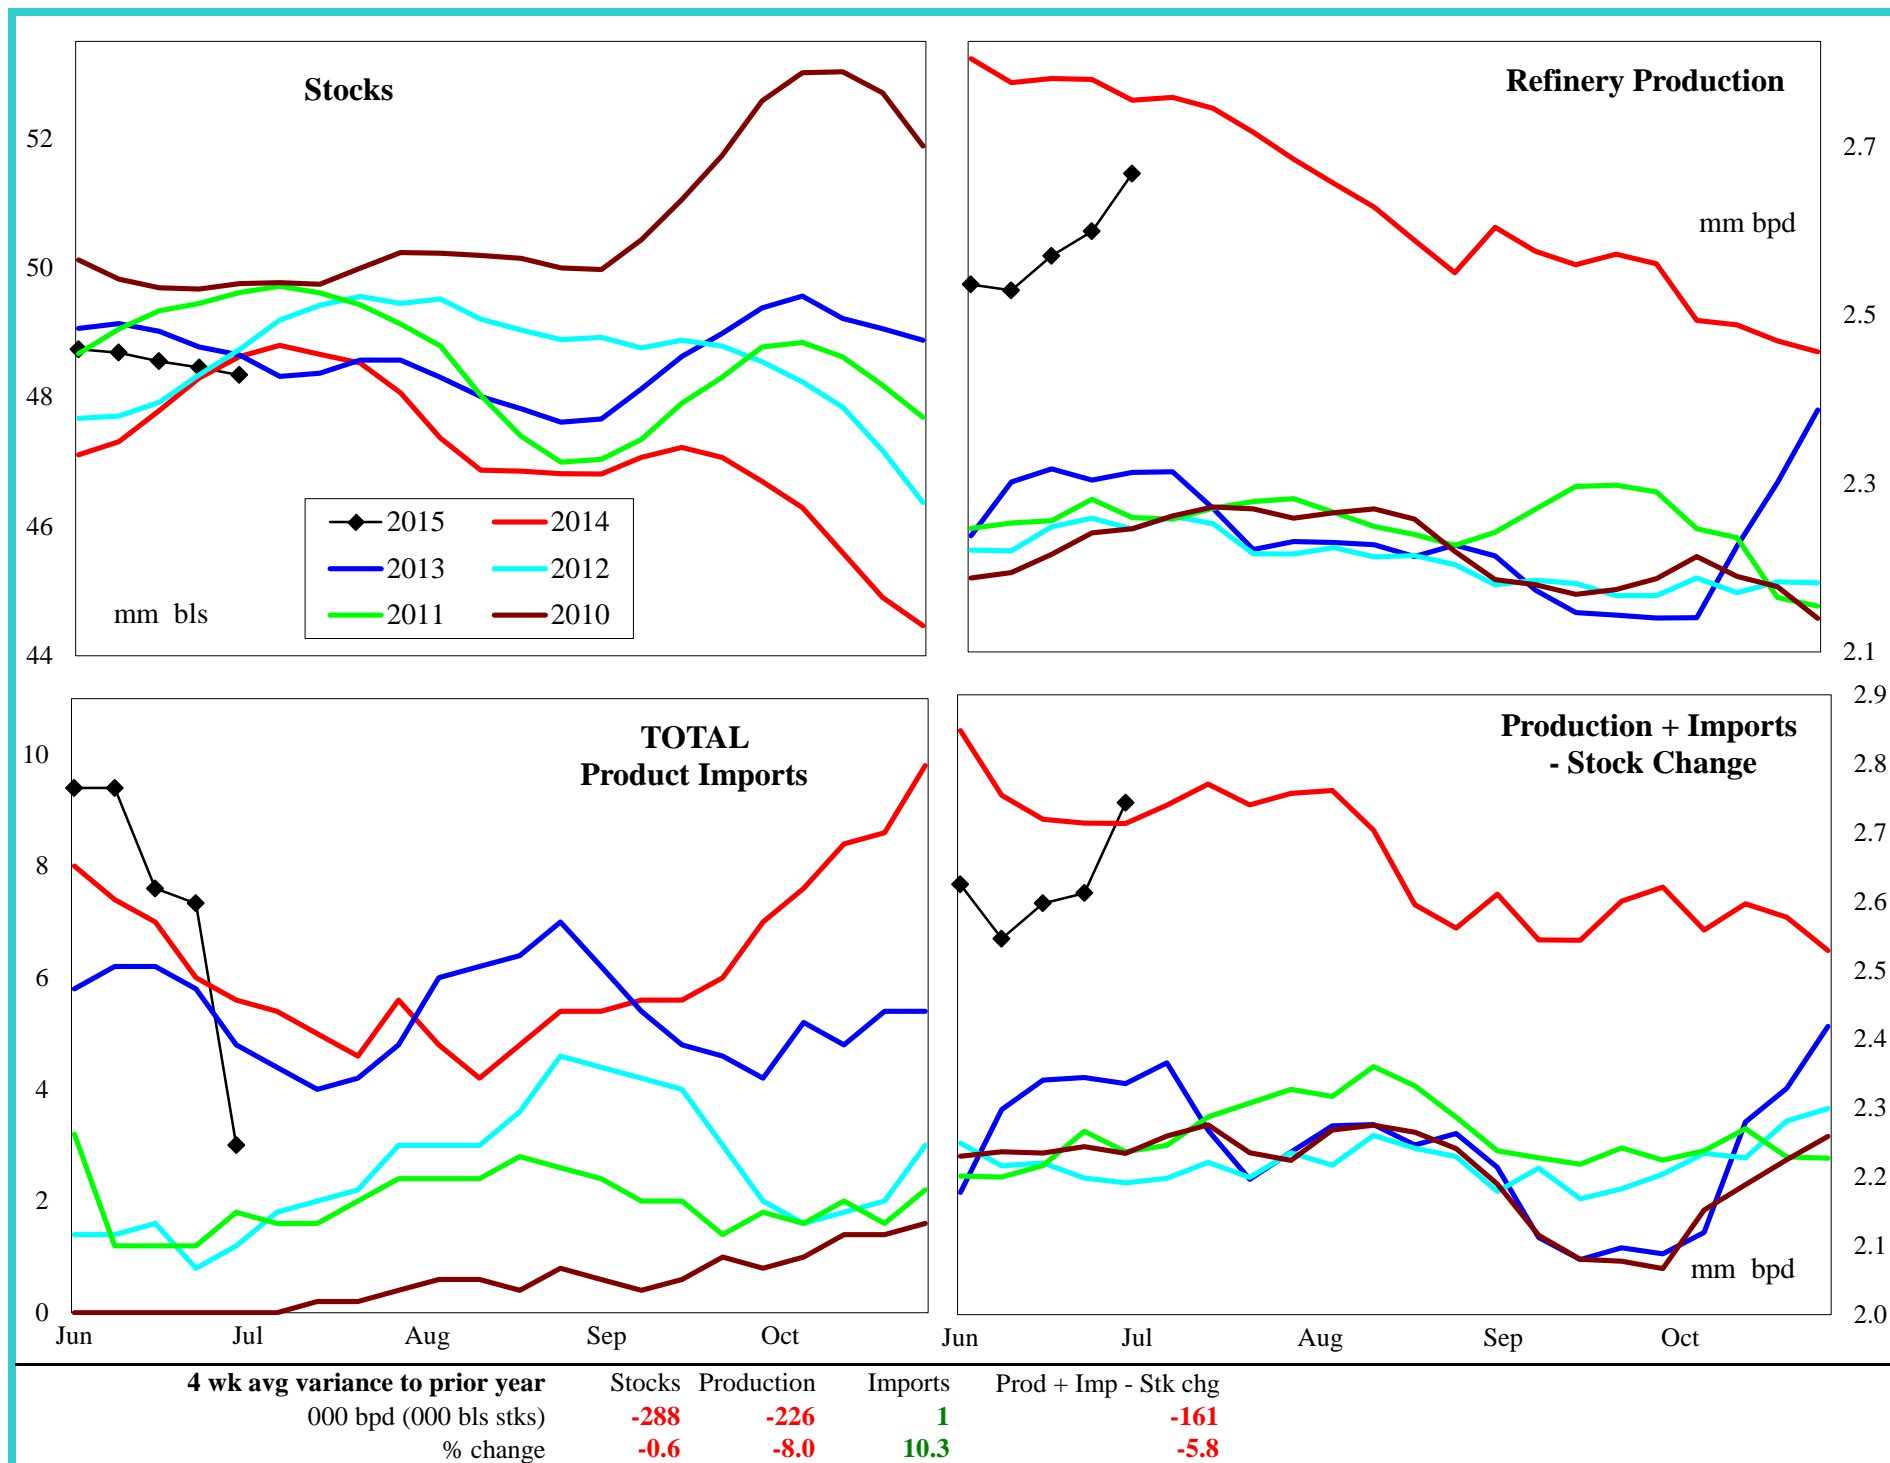 Stocks
52
50
48
46
44
mm bls
2015
2014
2013
2012
2011
2010
Refinery Production
mm bpd
2.7
2.5
2.3
2.1
TOTAL
Product Imports
10
8
6
4
2
0
Jun Jul Aug Sep Oct
Production + Imports
- Stock Change
2.9
2.8
2.7
2.6
2.5
2.4
2.3
2.2
2.1
2.0
mm bpd
Jun Jul Aug Sep Oct
4 wk avg variance to prior year Stocks Production Imports Prod + Imp - Stk chg
000 bpd (000 bls stks) -288 -226 1 -161
% change -0.6 -8.0 10.3 -5.8